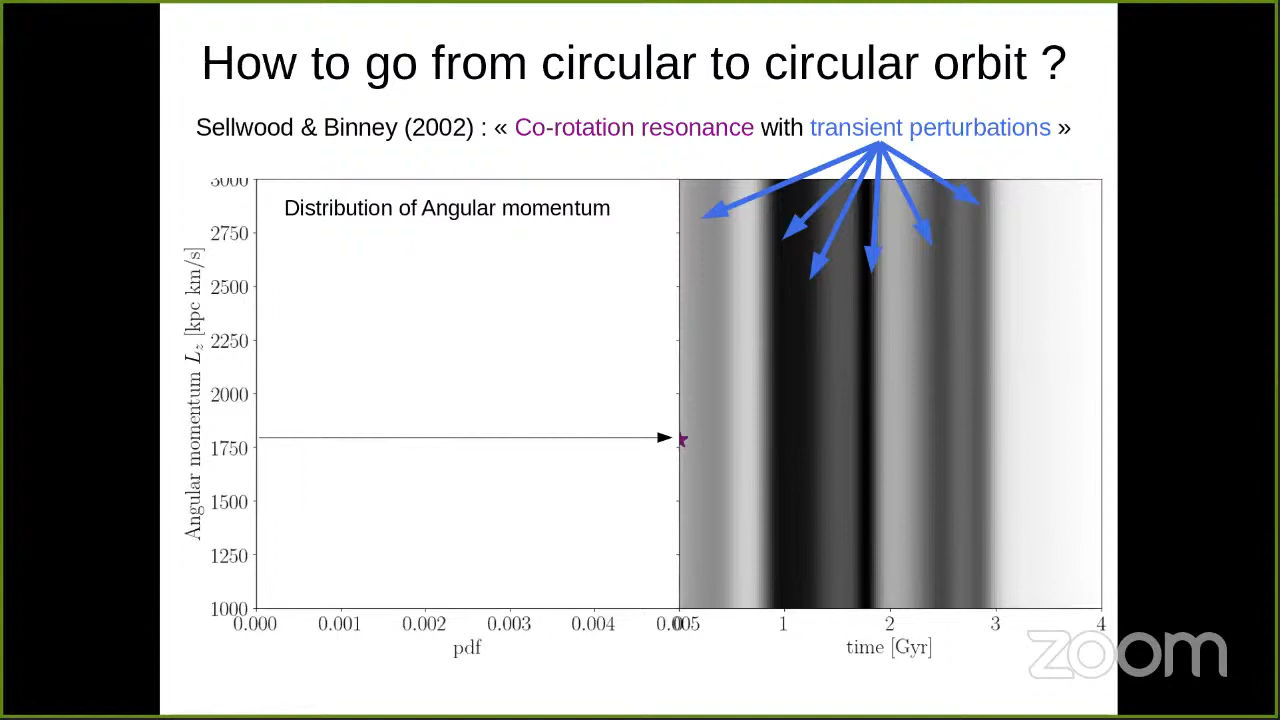 How to go from circular to circular orbit ?
Sellwood & Binney (2002) : « Co-rotation resonance with transient perturbations »
Distribution of Angular momentum
Angular momentum L_z [kpc km/s]
3000
2750
2500
2250
2000
1750
1500
1250
1000
0.000 0.001 0.002 0.003 0.004 0.005
0 1 2 3 4
pdf
time [Gyr]
zoom